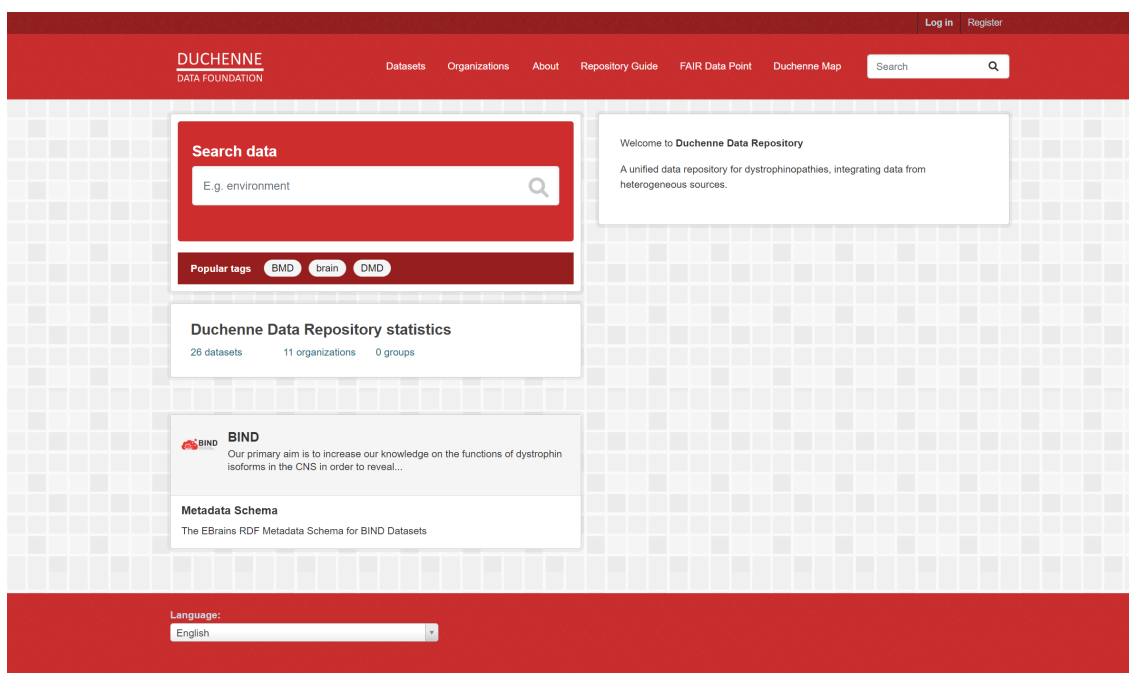 Log in Register
DUCHENNE
DATA FOUNDATION
Datasets Organizations About Repository Guide FAIR Data Point Duchenne Map Search
Search data
E.g. environment
Popular tags BMD brain DMD
Welcome to Duchenne Data Repository
A unified data repository for dystrophinopathies, integrating data from
heterogeneous sources.
Duchenne Data Repository statistics
26 datasets 11 organizations 0 groups
BIND
BIND
Our primary aim is to increase our knowledge on the functions of dystrophin
isoforms in the CNS in order to reveal...
Metadata Schema
The EBrains RDF Metadata Schema for BIND Datasets
Language:
English